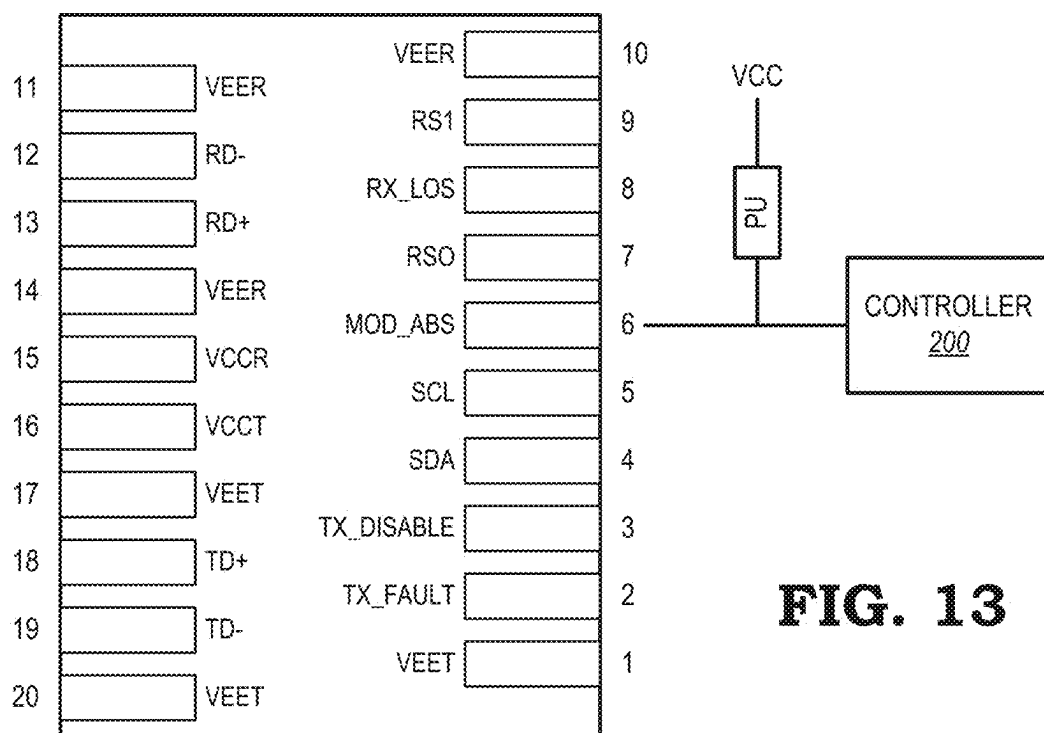 11 VEER
12 RD-
13 RD+
14 VEER
15 VCCR
16 VCCT
17 VEET
18 TD+
19 TD-
20 VEET
VEER 10
RS1 9
RX_LOS 8
RSO 7
MOD_ABS 6
SCL 5
SDA 4
TX_DISABLE 3
TX_FAULT 2
VEET 1
VCC
PU
CONTROLLER
200
FIG. 13